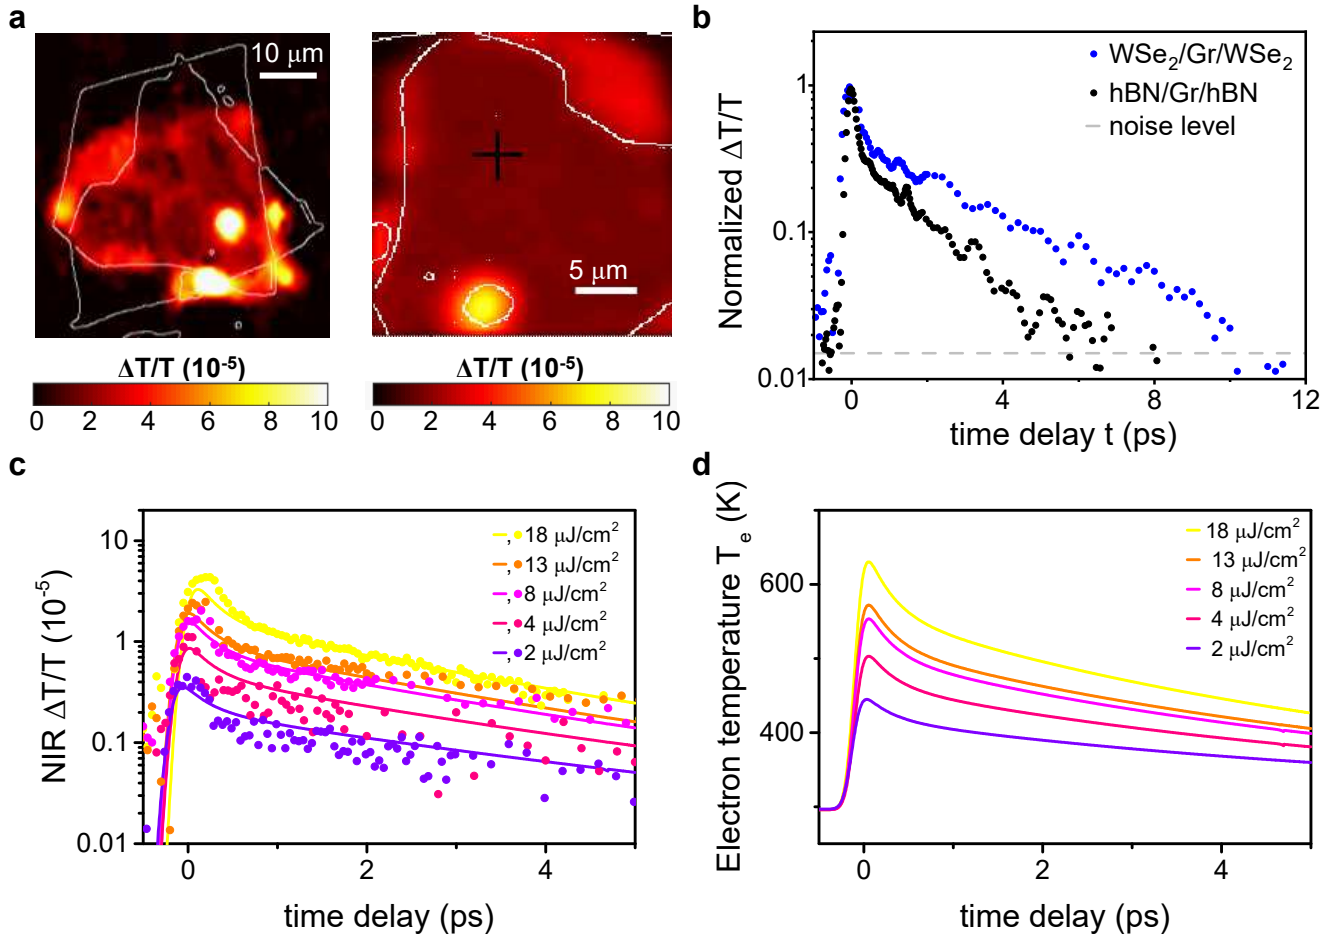 a
10 μm
5 μm
ΔT/T (10⁻⁵)
0 2 4 6 8 10
ΔT/T (10⁻⁵)
0 2 4 6 8 10
b
Normalized ΔT/T
1
0.1
0.01
WSe₂/Gr/WSe₂
hBN/Gr/hBN
noise level
0 4 8 12
time delay t (ps)
c
NIR ΔT/T (10⁻⁵)
10
1
0.1
0.01
, 18 μJ/cm²
, 13 μJ/cm²
, 8 μJ/cm²
, 4 μJ/cm²
, 2 μJ/cm²
0 2 4
time delay (ps)
d
Electron temperature Tₑ (K)
600
400
18 μJ/cm²
13 μJ/cm²
8 μJ/cm²
4 μJ/cm²
2 μJ/cm²
0 2 4
time delay (ps)